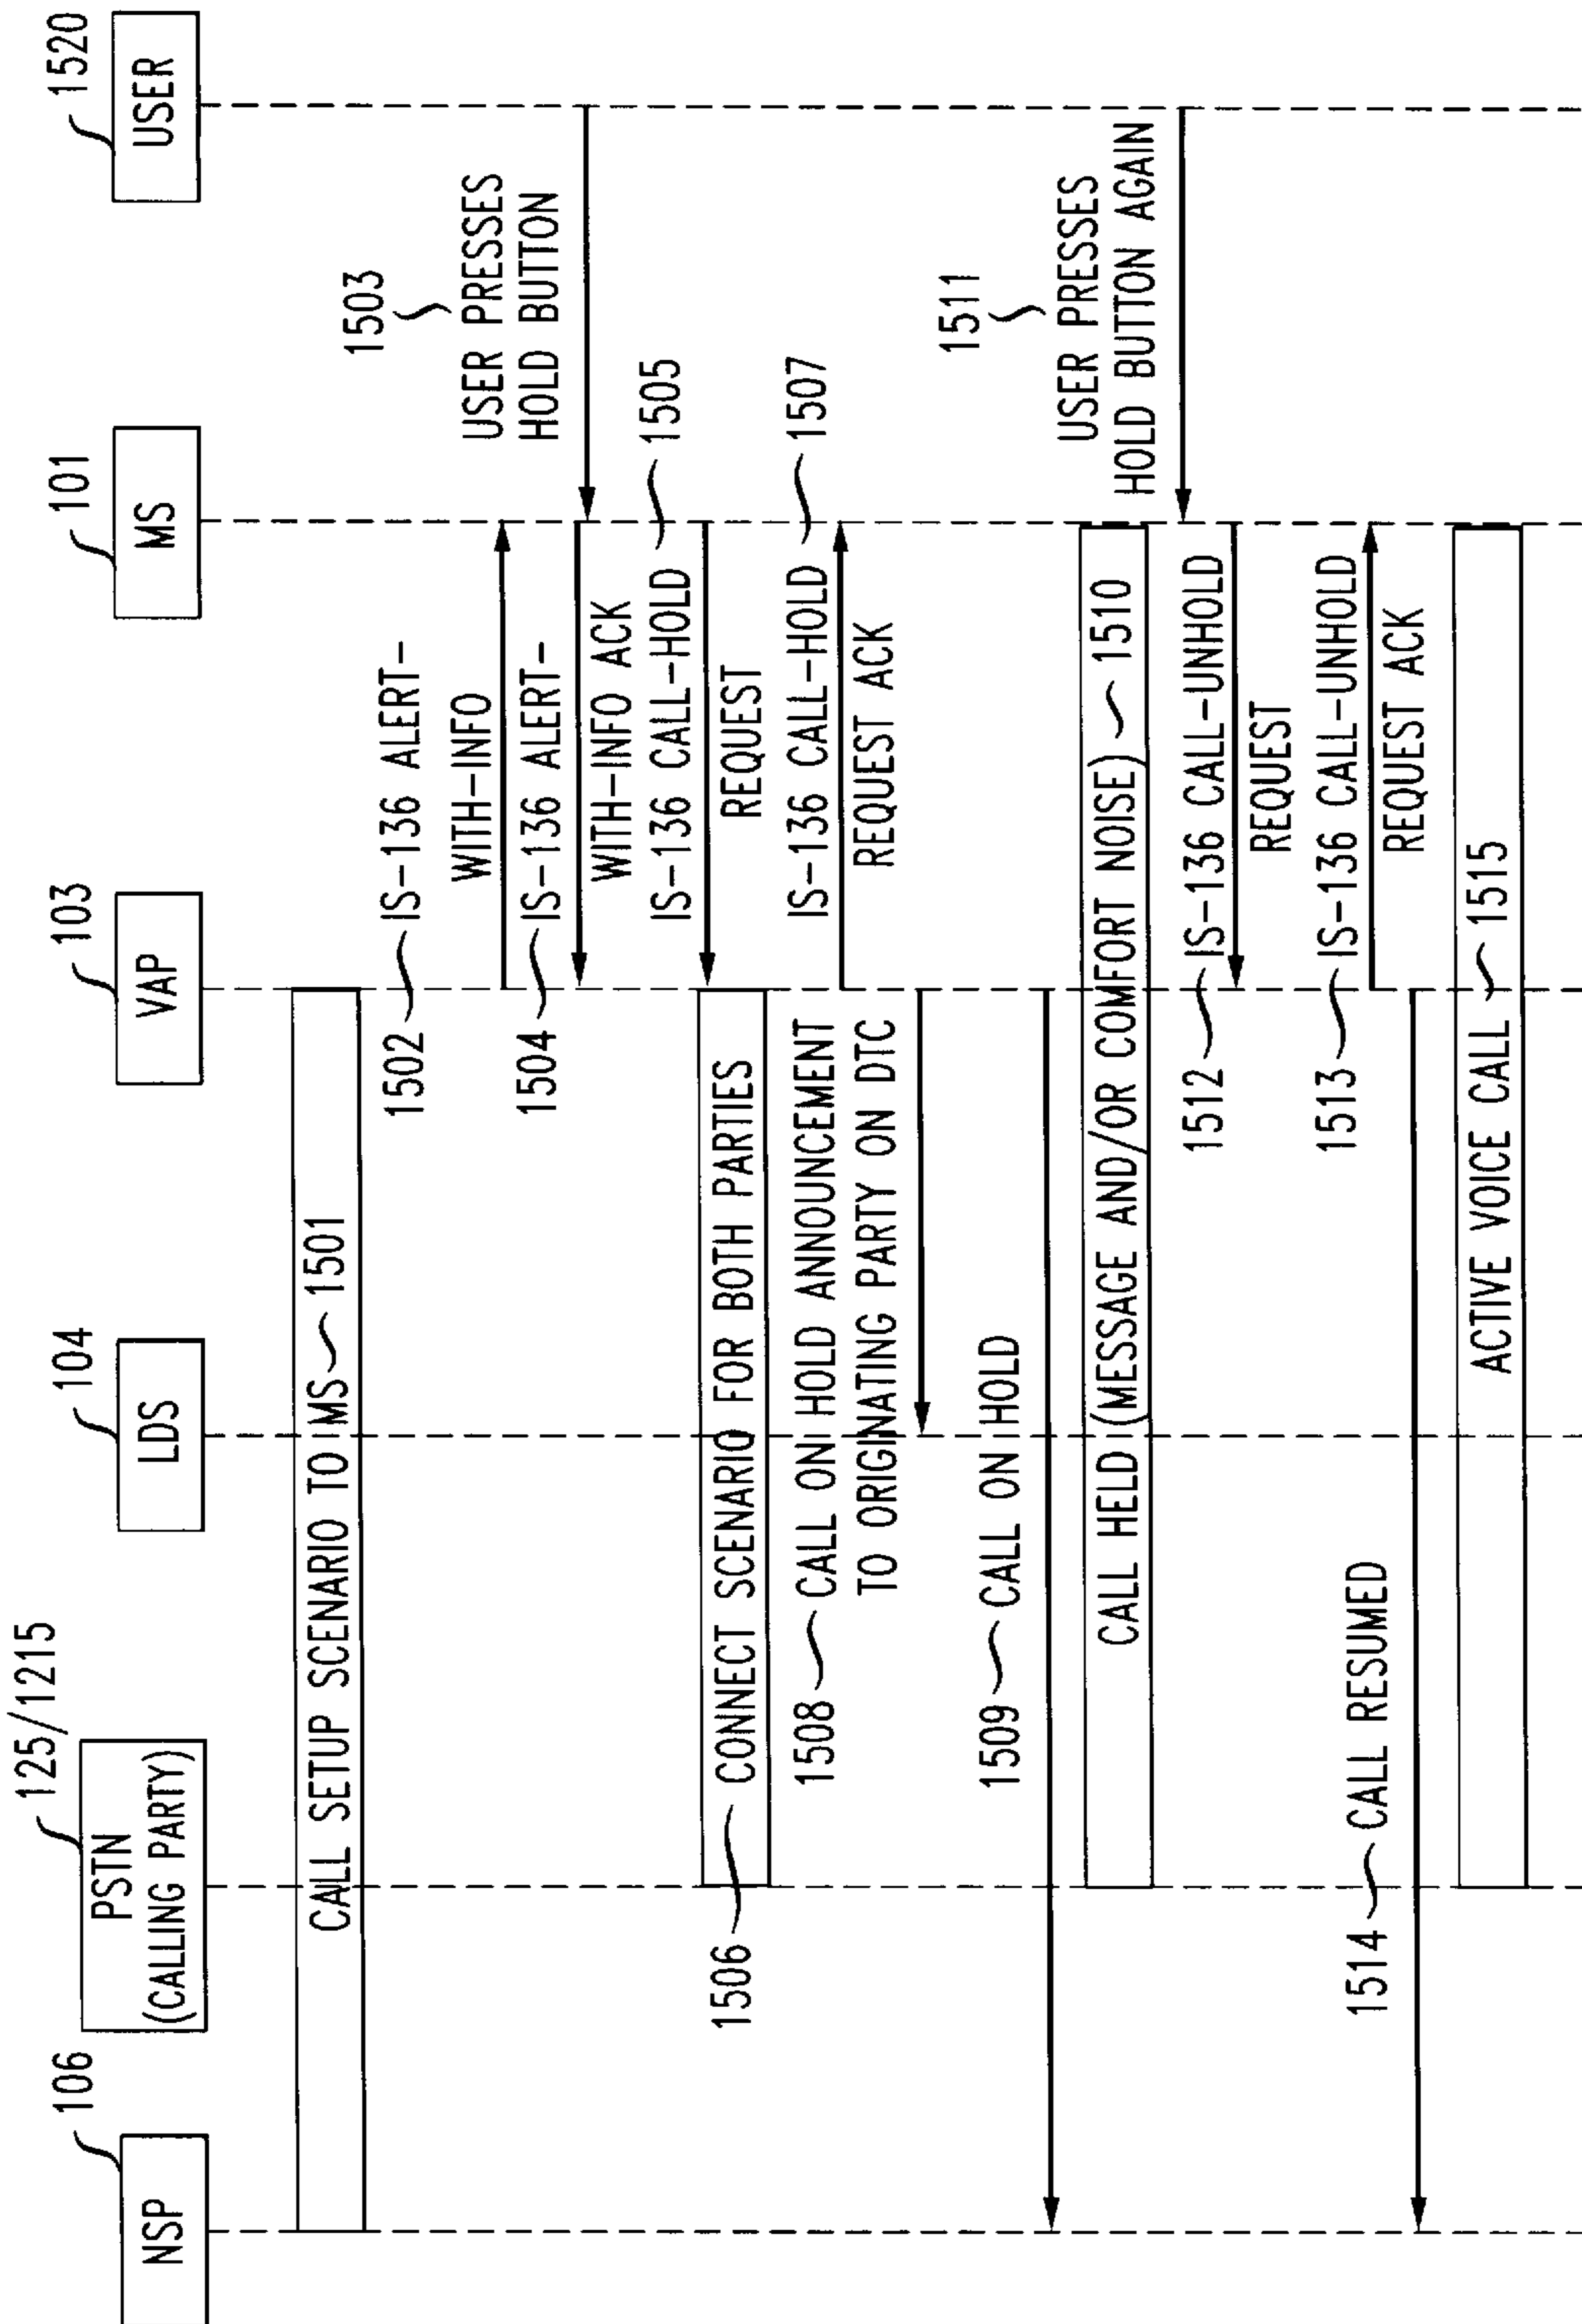 106
NSP
125/1215
PSTN
(CALLING PARTY)
104
LDS
103
VAP
101
MS
1520
USER
CALL SETUP SCENARIO TO MS 1501
1502 IS-136 ALERT-
WITH-INFO
1503
USER PRESSES
HOLD BUTTON
1504 IS-136 ALERT-
WITH-INFO ACK
IS-136 CALL-HOLD 1505
REQUEST
1506 CONNECT SCENARIO FOR BOTH PARTIES
IS-136 CALL-HOLD 1507
REQUEST ACK
1508 CALL ON HOLD ANNOUNCEMENT
TO ORIGINATING PARTY ON DTC
1509 CALL ON HOLD
CALL HELD (MESSAGE AND/OR COMFORT NOISE) 1510
1511
USER PRESSES
HOLD BUTTON AGAIN
1512 IS-136 CALL-UNHOLD
REQUEST
1513 IS-136 CALL-UNHOLD
REQUEST ACK
1514 CALL RESUMED
ACTIVE VOICE CALL 1515